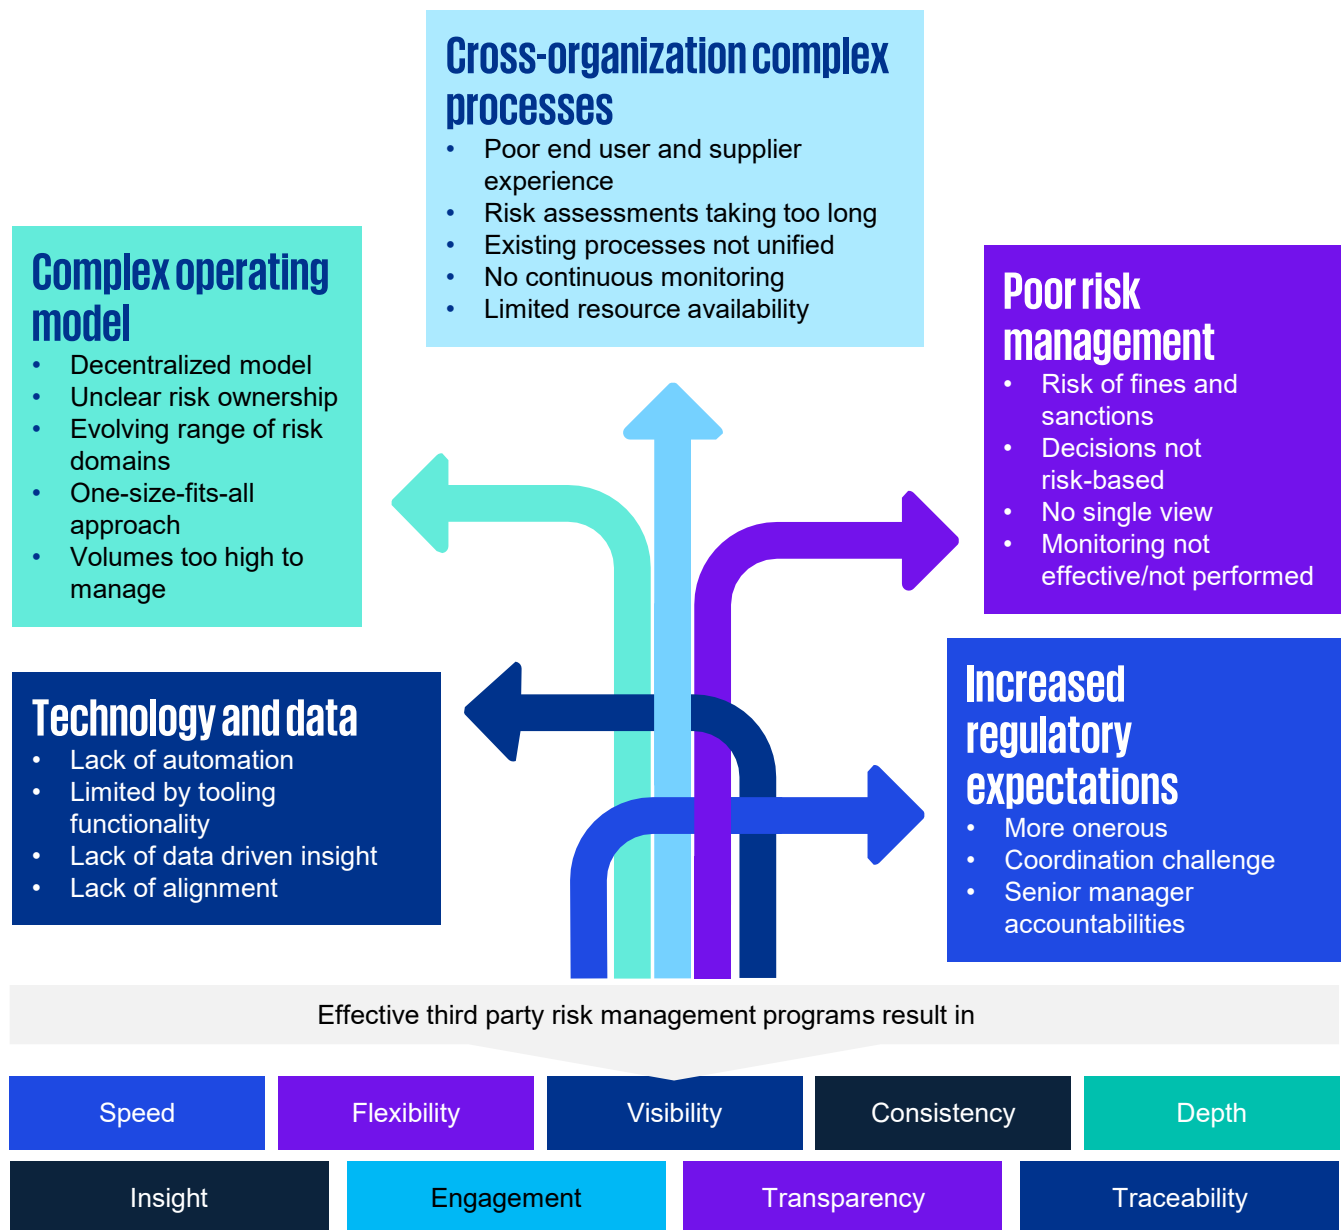 Cross-organization complex
processes
• Poor end user and supplier
experience
• Risk assessments taking too long
• Existing processes not unified
• No continuous monitoring
• Limited resource availability
Complex operating
model
• Decentralized model
• Unclear risk ownership
• Evolving range of risk
domains
• One-size-fits-all
approach
• Volumes too high to
manage
Poor risk
management
• Risk of fines and
sanctions
• Decisions not
risk-based
• No single view
• Monitoring not
effective/not performed
Technology and data
• Lack of automation
• Limited by tooling
functionality
• Lack of data driven insight
• Lack of alignment
Increased
regulatory
expectations
• More onerous
• Coordination challenge
• Senior manager
accountabilities
Effective third party risk management programs result in
Speed
Flexibility
Visibility
Consistency
Depth
Insight
Engagement
Transparency
Traceability